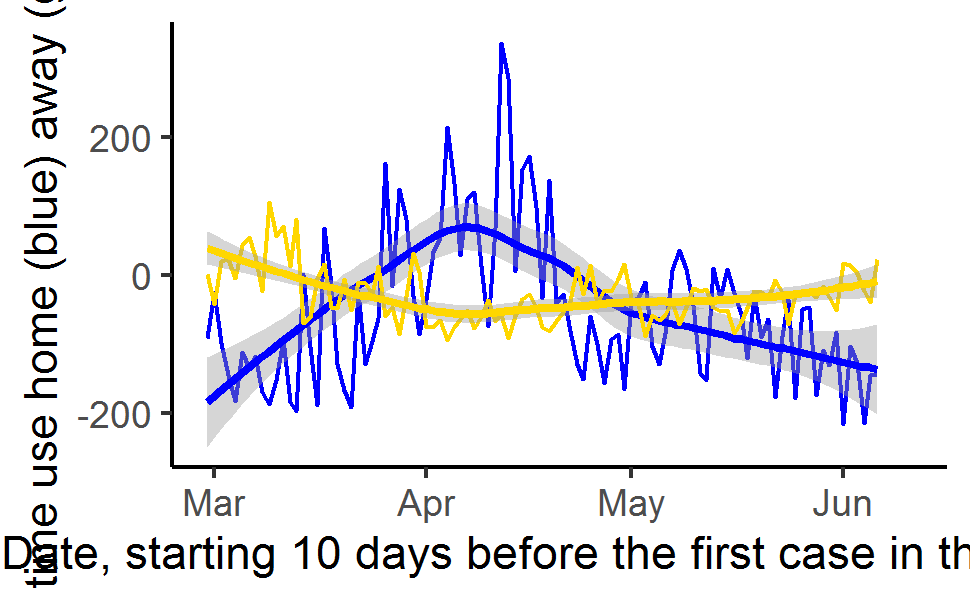 time use home (blue) away (
200
0
-200
Mar Apr May Jun
Date, starting 10 days before the first case in th